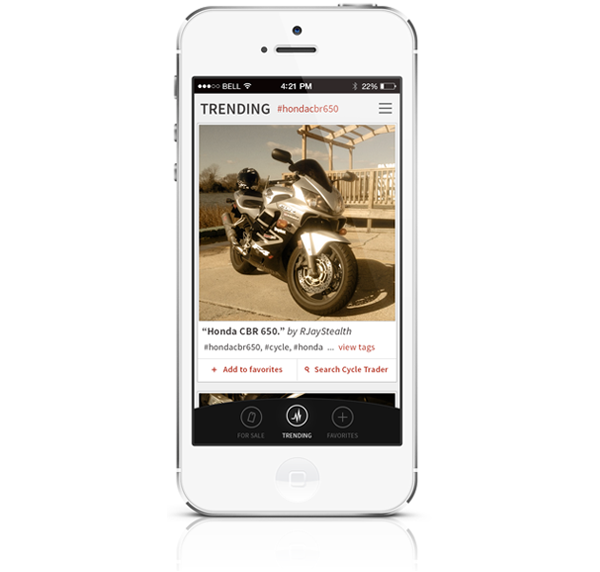 BELL 4:21 PM 22%
TRENDING #hondacbr650
“Honda CBR 650.” by RJayStealth
#hondacbr650, #cycle, #honda ... view tags
+ Add to favorites Search Cycle Trader
FOR SALE TRENDING FAVORITES